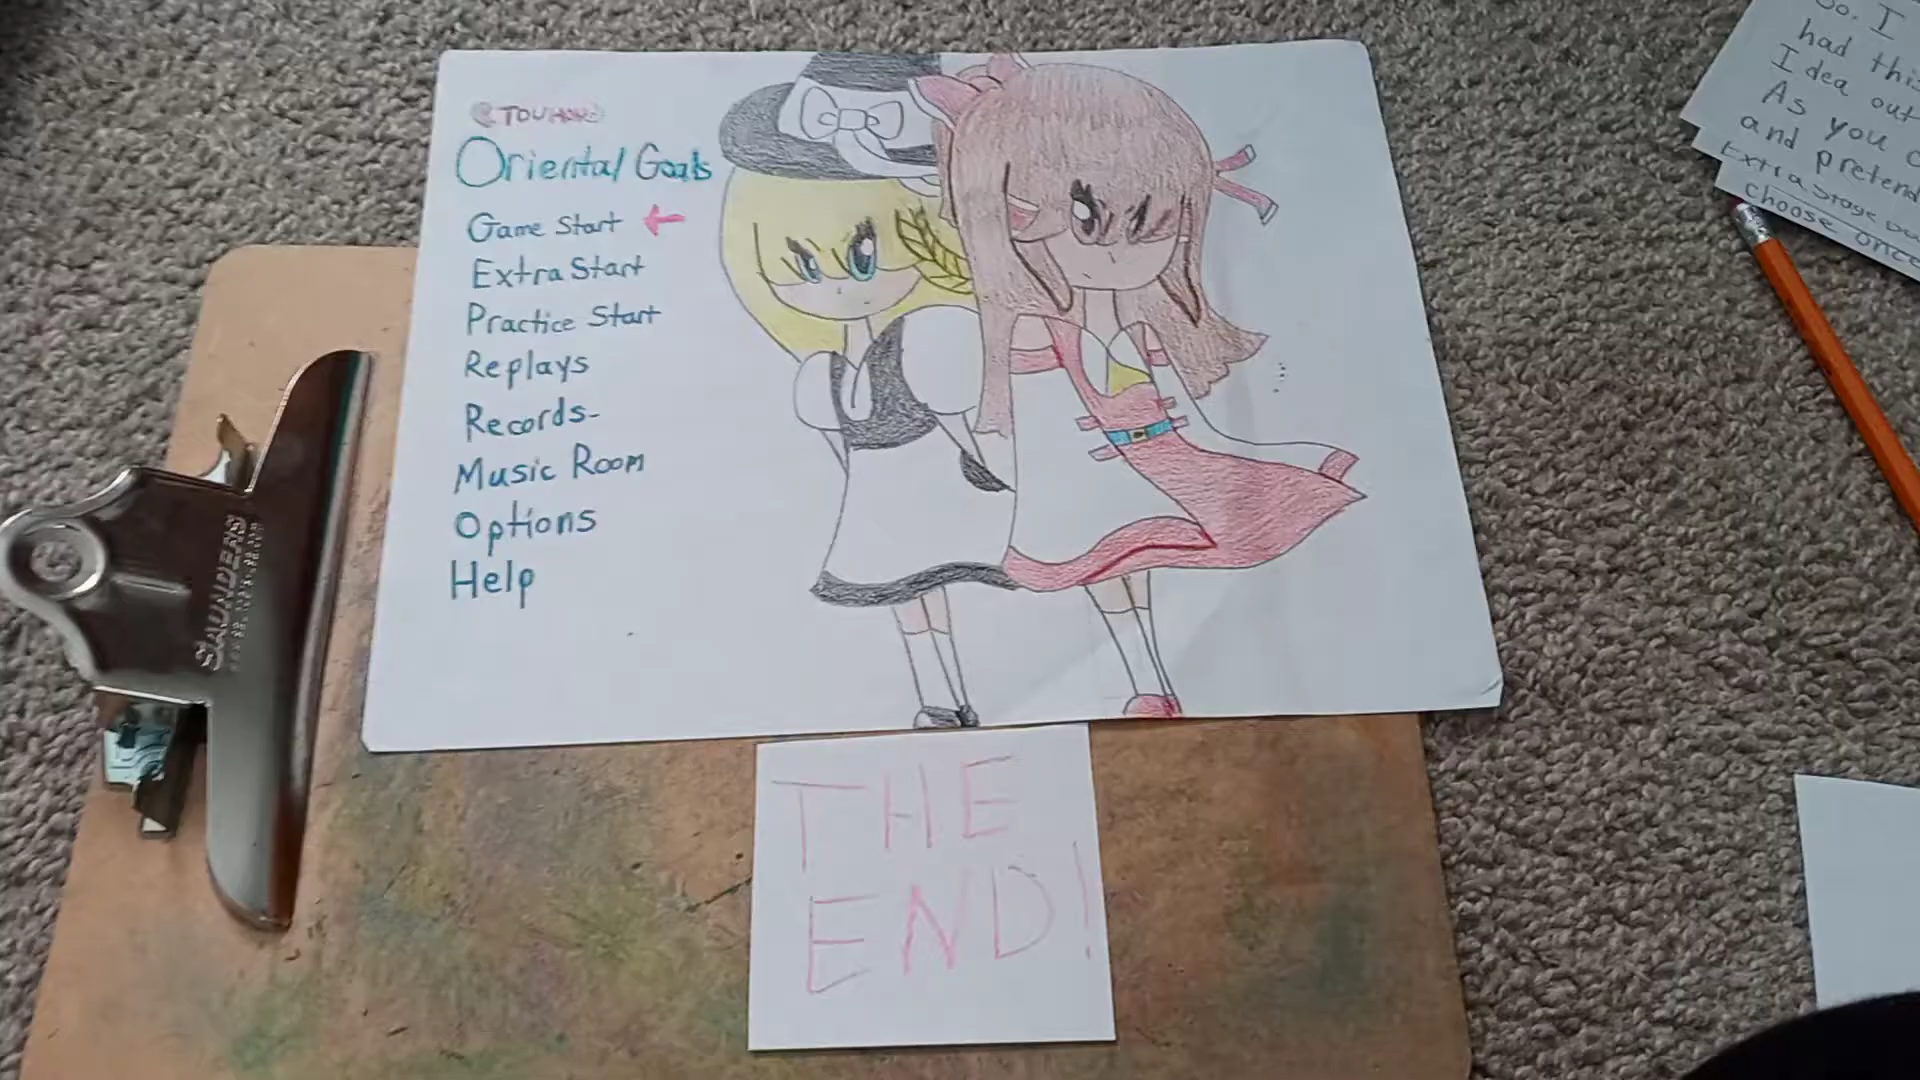 TOUHOU
Oriental Goals
Game Start
Extra Start
Practice Start
Replays
Records
Music Room
Options
Help
THE
END!
SAUNDERS
So. I
had this
Idea out
As you c
and pretend
Extra Stage
Choose once